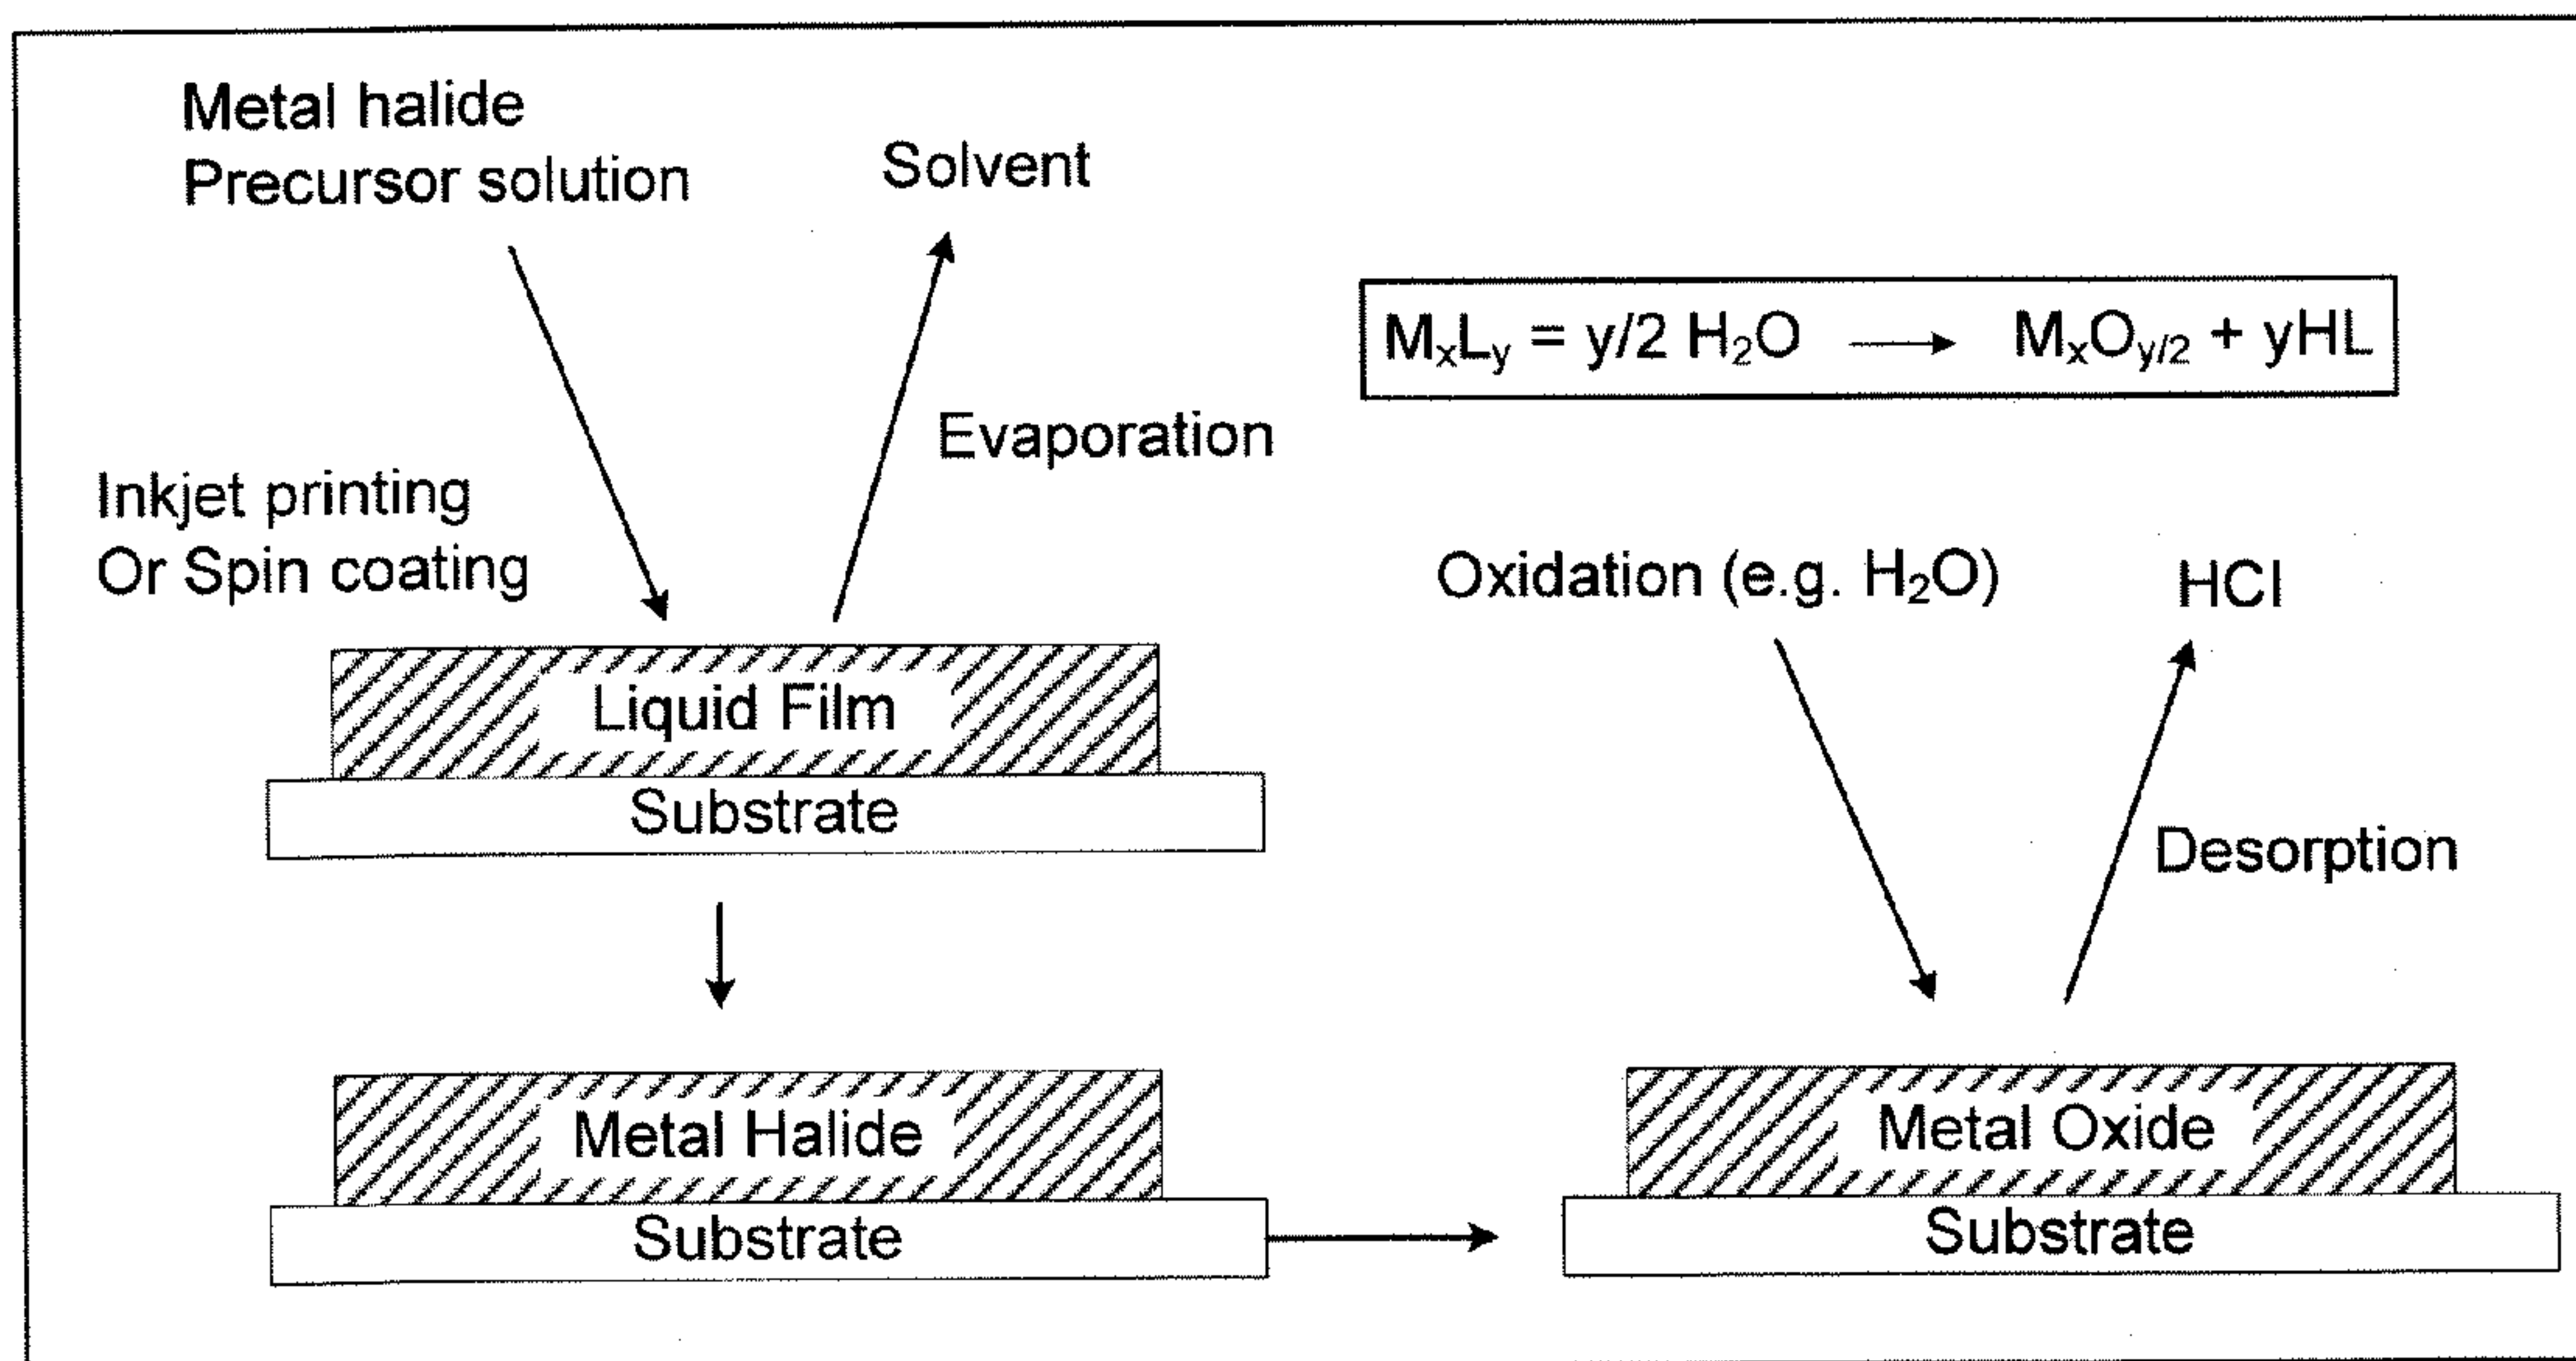 Metal halide
Precursor solution
Solvent
MxLy = y/2 H2O → MxOy/2 + yHL
Evaporation
Inkjet printing
Or Spin coating
Oxidation (e.g. H2O)
HCl
Liquid Film
Substrate
Desorption
Metal Halide
Substrate
Metal Oxide
Substrate